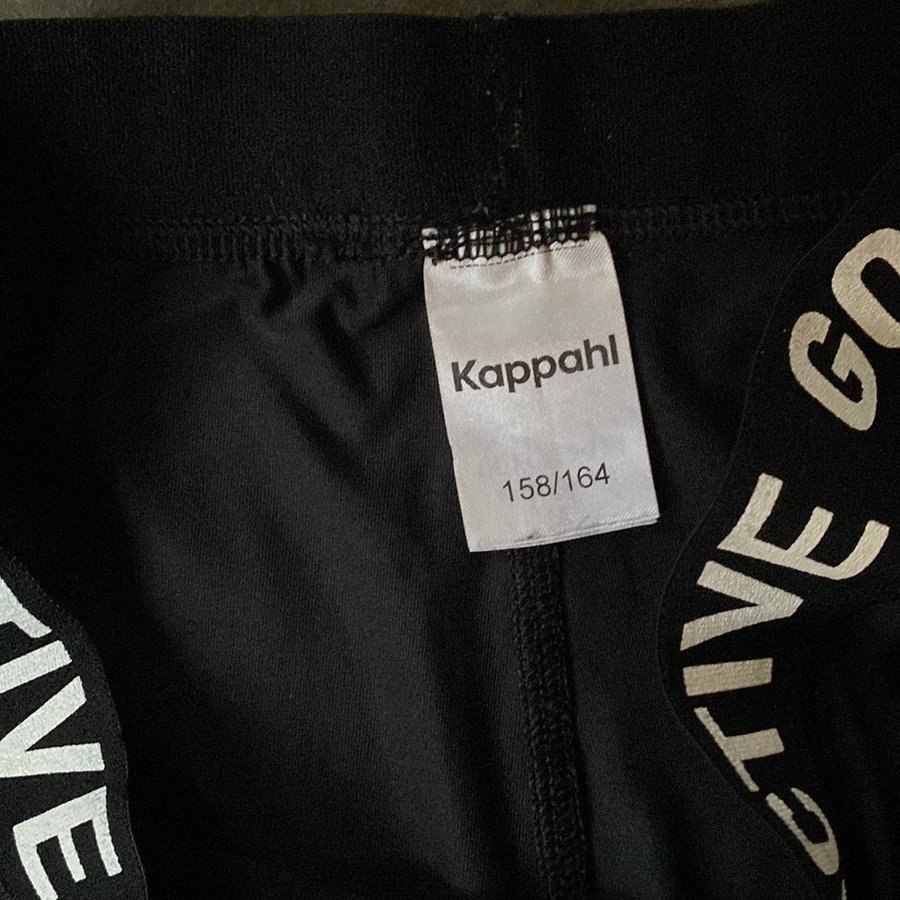 Kappahl
158/164
TIVE
CTIVE GO